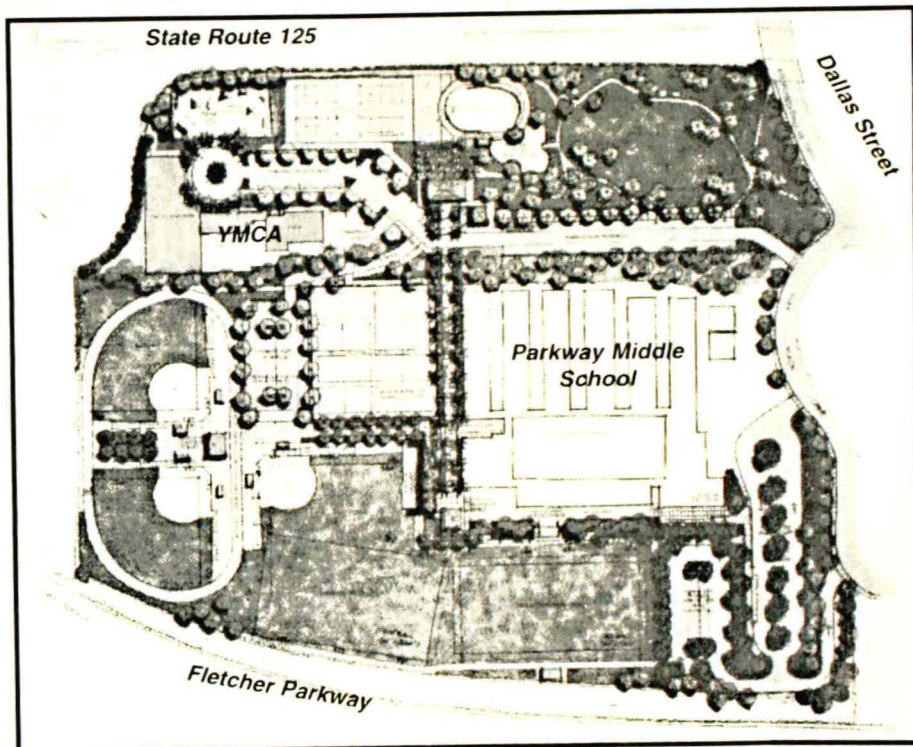 State Route 125
Dallas Street
YMCA
Parkway Middle
School
Fletcher Parkway